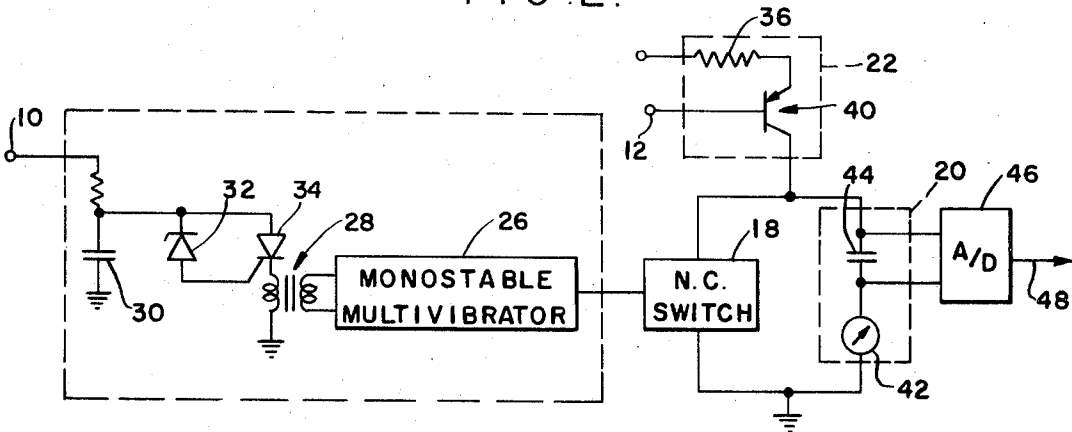 FIG. 2.
36
22
10
12
40
32
34
28
26
44
20
46
MONOSTABLE
MULTIVIBRATOR
18
N.C.
SWITCH
A/D
30
48
42